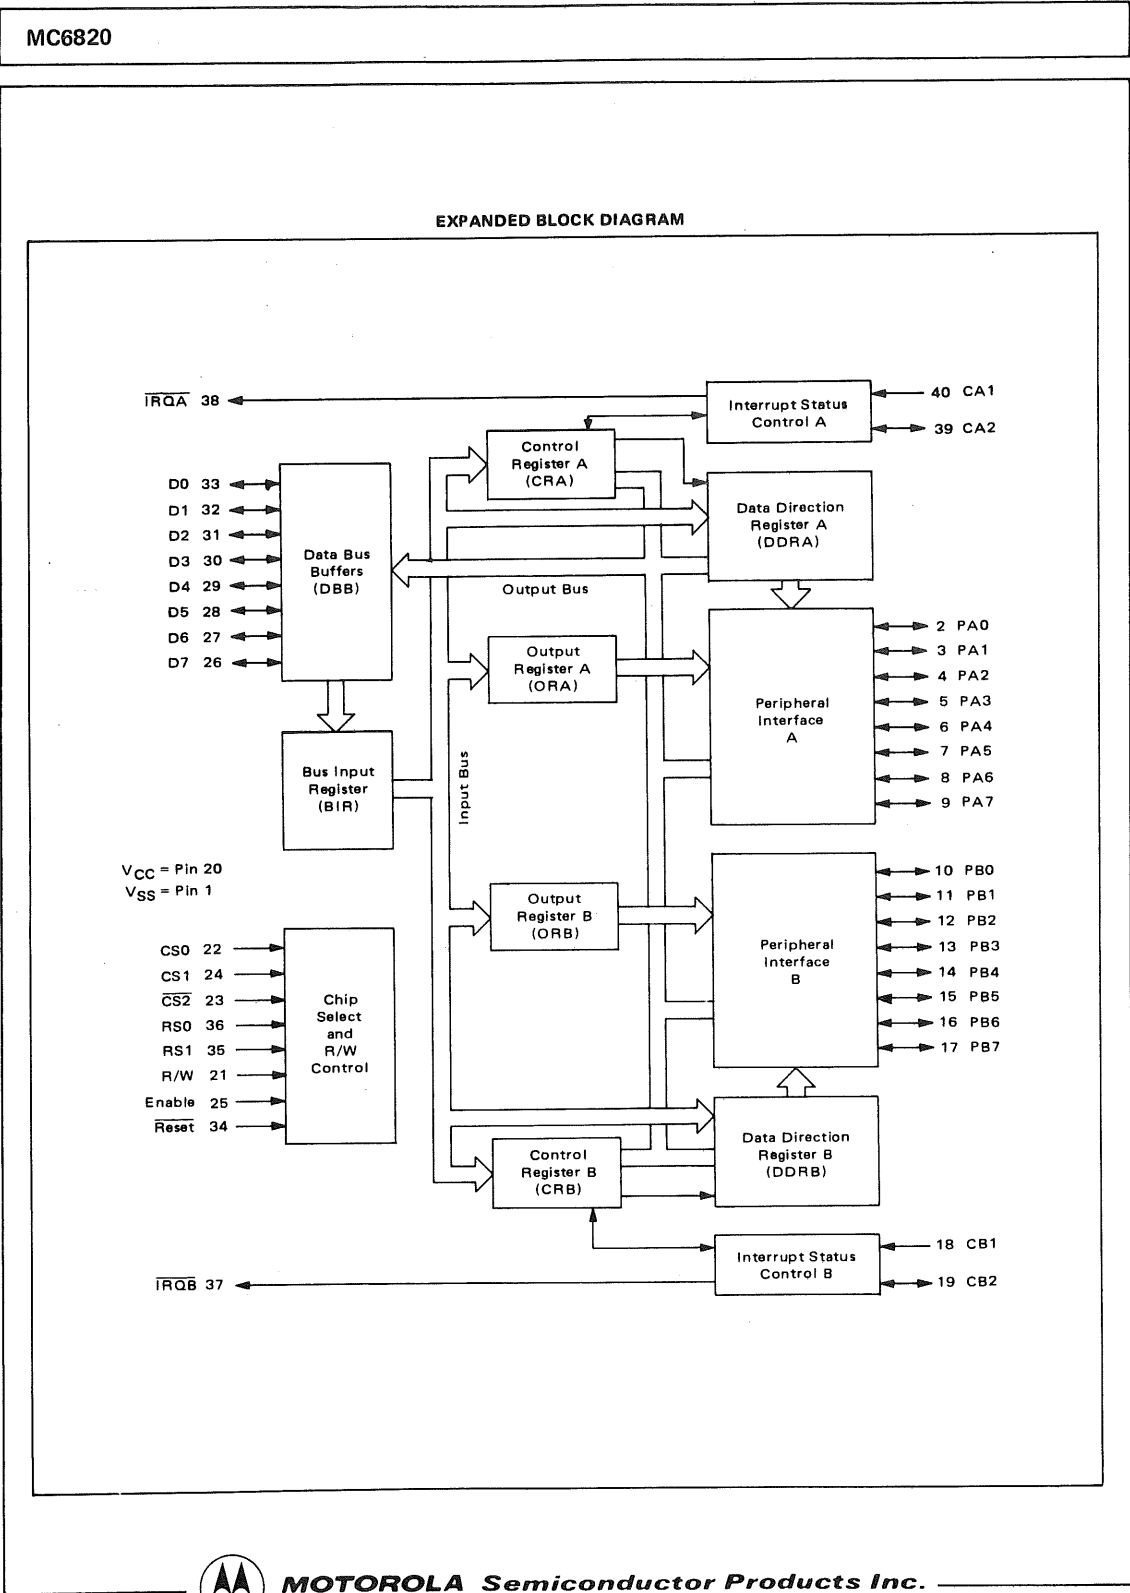 MC6820
EXPANDED BLOCK DIAGRAM
IRQA 38
Interrupt Status
Control A
40 CA1
39 CA2
Control
Register A
(CRA)
D0 33
D1 32
D2 31
D3 30
D4 29
D5 28
D6 27
D7 26
Data Bus
Buffers
(DBB)
Data Direction
Register A
(DDRA)
Output Bus
Output
Register A
(ORA)
Peripheral
Interface
A
2 PA0
3 PA1
4 PA2
5 PA3
6 PA4
7 PA5
8 PA6
9 PA7
Bus Input
Register
(BIR)
Input Bus
VCC = Pin 20
VSS = Pin 1
Output
Register B
(ORB)
Peripheral
Interface
B
10 PB0
11 PB1
12 PB2
13 PB3
14 PB4
15 PB5
16 PB6
17 PB7
CS0 22
CS1 24
CS2 23
RS0 36
RS1 35
R/W 21
Enable 25
Reset 34
Chip
Select
and
R/W
Control
Control
Register B
(CRB)
Data Direction
Register B
(DDRB)
Interrupt Status
Control B
18 CB1
19 CB2
IRQB 37
MOTOROLA Semiconductor Products Inc.